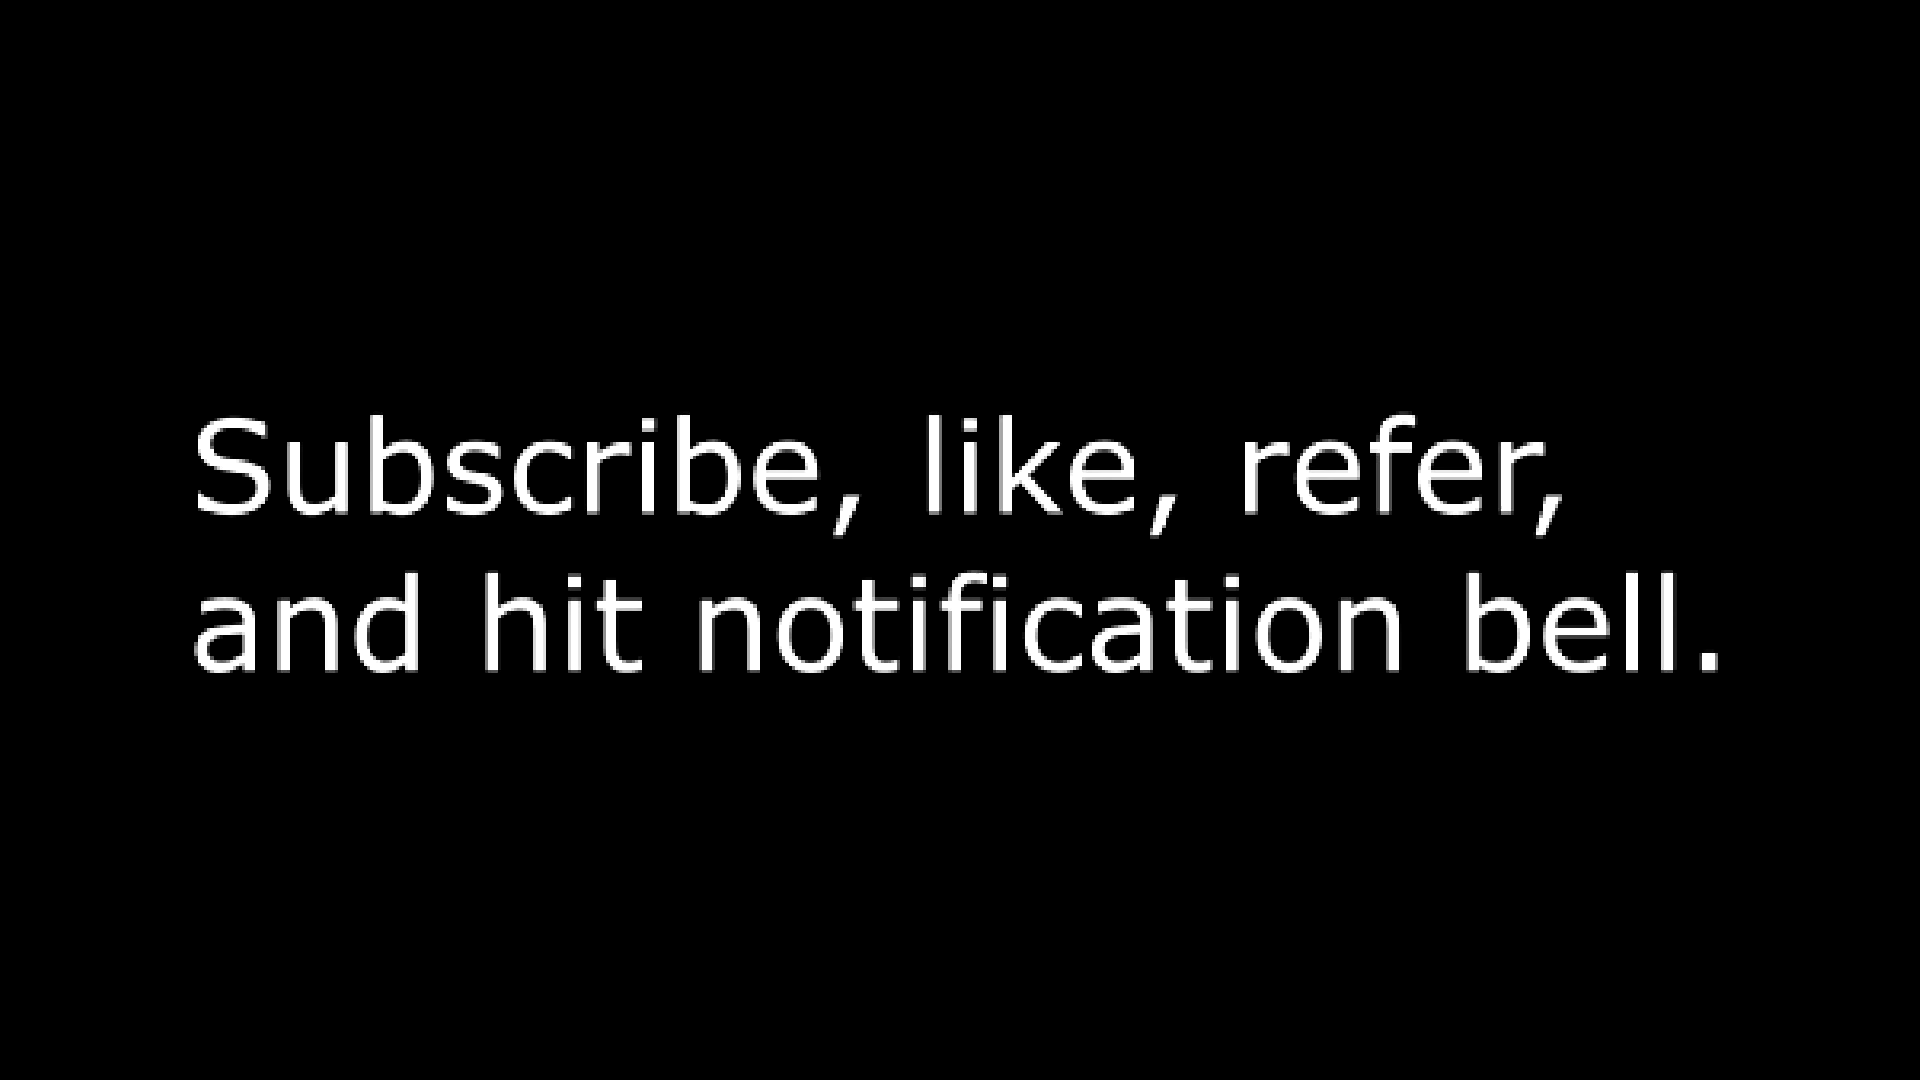 Subscribe, like, refer,
and hit notification bell.